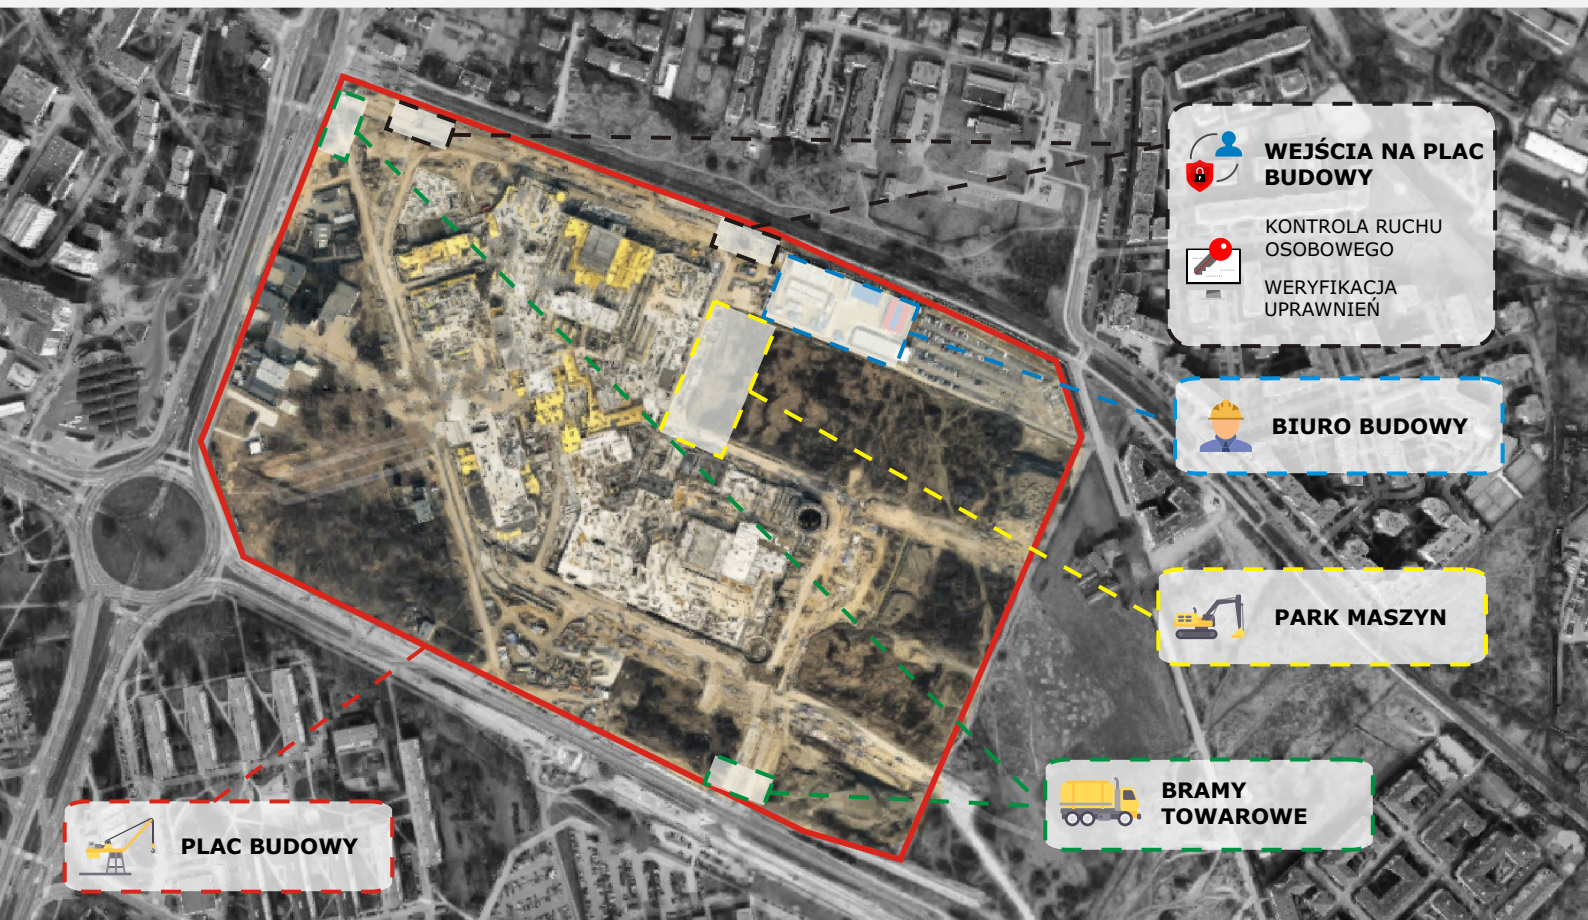 WEJŚCIA NA PLAC
BUDOWY
KONTROLA RUCHU
OSOBOWEGO
WERYFIKACJA
UPRAWNIEŃ
BIURO BUDOWY
PARK MASZYN
BRAMY
TOWAROWE
PLAC BUDOWY